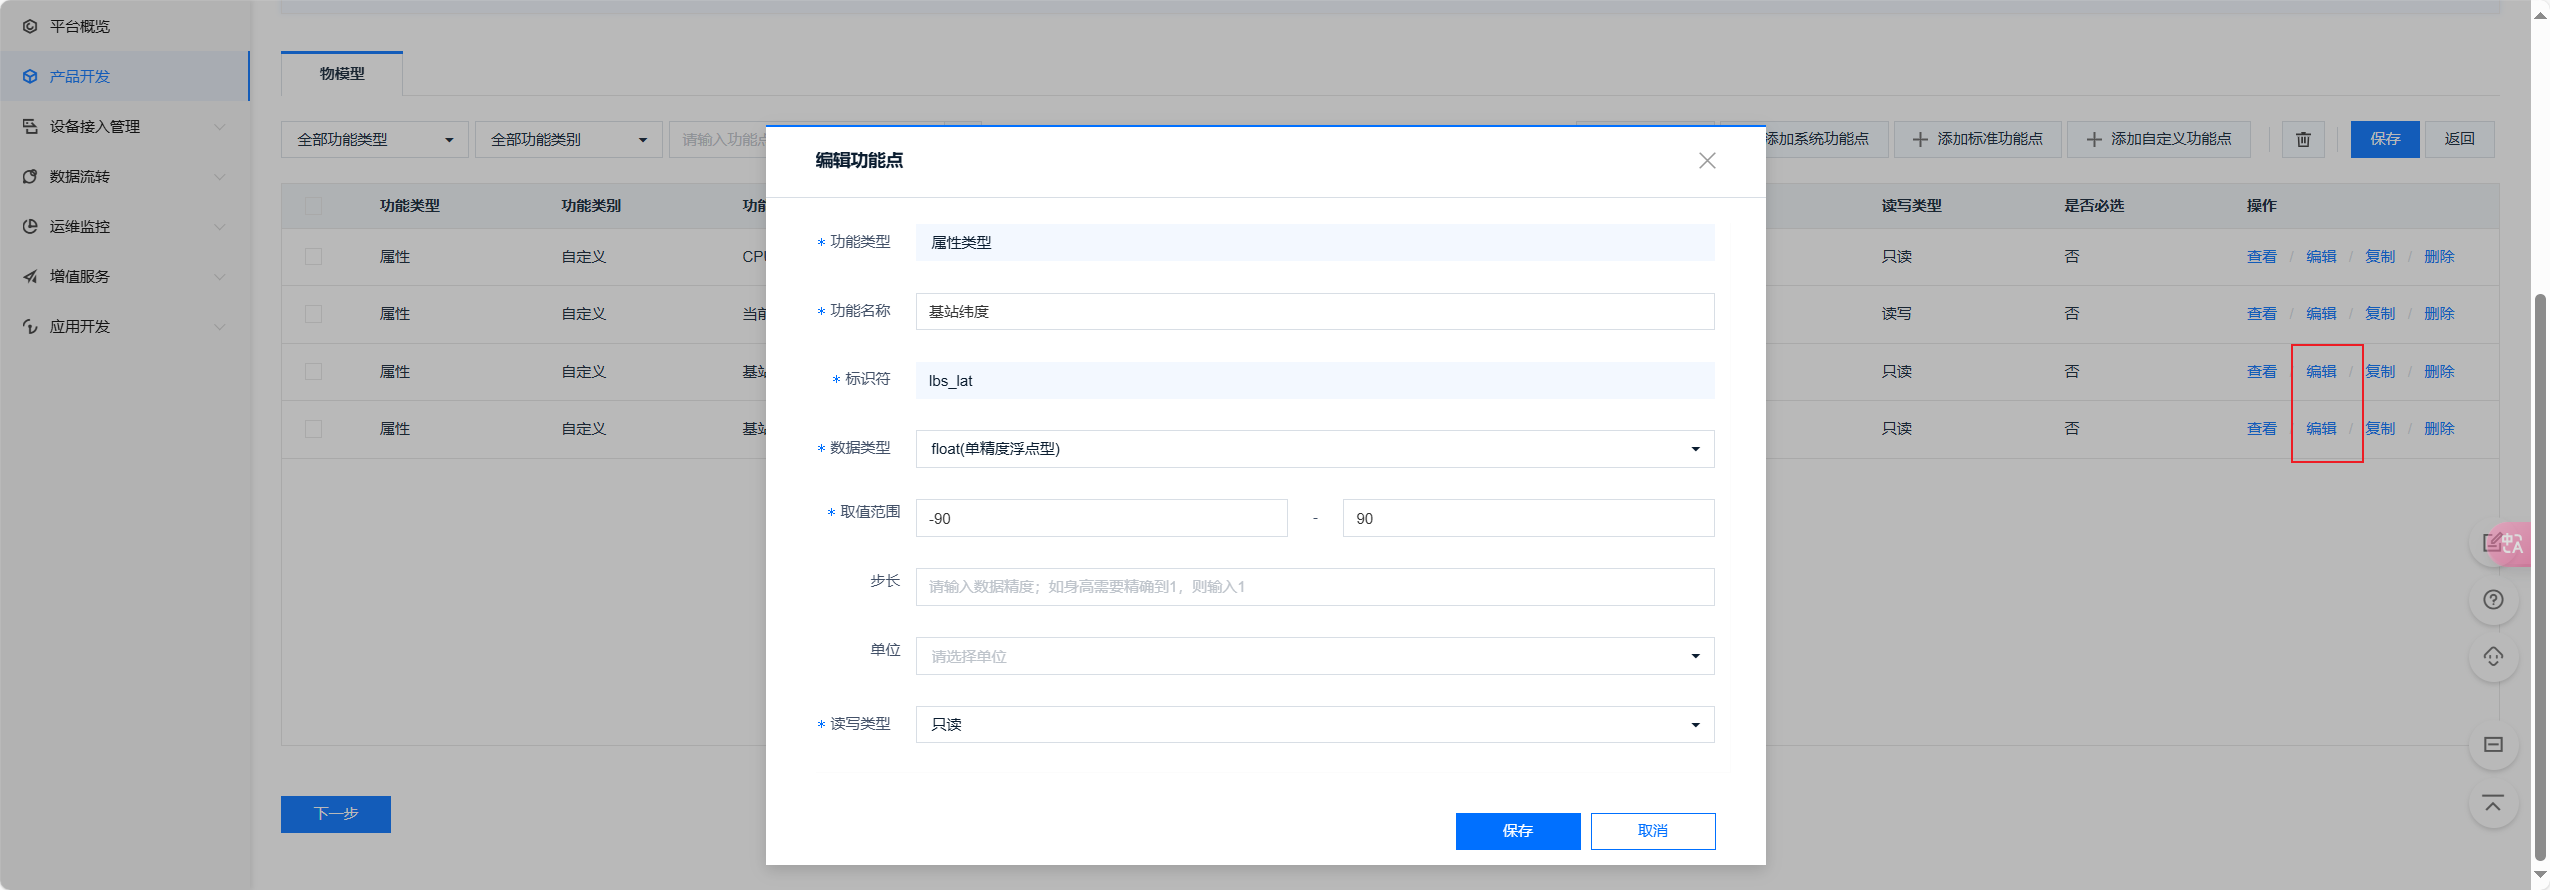 平台概览
产品开发
设备接入管理
数据流转
运维监控
增值服务
应用开发
物模型
全部功能类型
全部功能类别
请输入功能
添加系统功能点
添加标准功能点
添加自定义功能点
保存
返回
功能类型
功能类别
功能
读写类型
是否必选
操作
属性
自定义
CPU
只读
否
查看 / 编辑 / 复制 / 删除
属性
自定义
当前
读写
否
查看 / 编辑 / 复制 / 删除
属性
自定义
基站
只读
否
查看 / 编辑 / 复制 / 删除
属性
自定义
基站
只读
否
查看 / 编辑 / 复制 / 删除
下一步
编辑功能点
* 功能类型
属性类型
* 功能名称
基站纬度
* 标识符
lbs_lat
* 数据类型
float(单精度浮点型)
* 取值范围
-90 - 90
步长
请输入数据精度；如身高需要精确到1，则输入1
单位
请选择单位
* 读写类型
只读
保存
取消